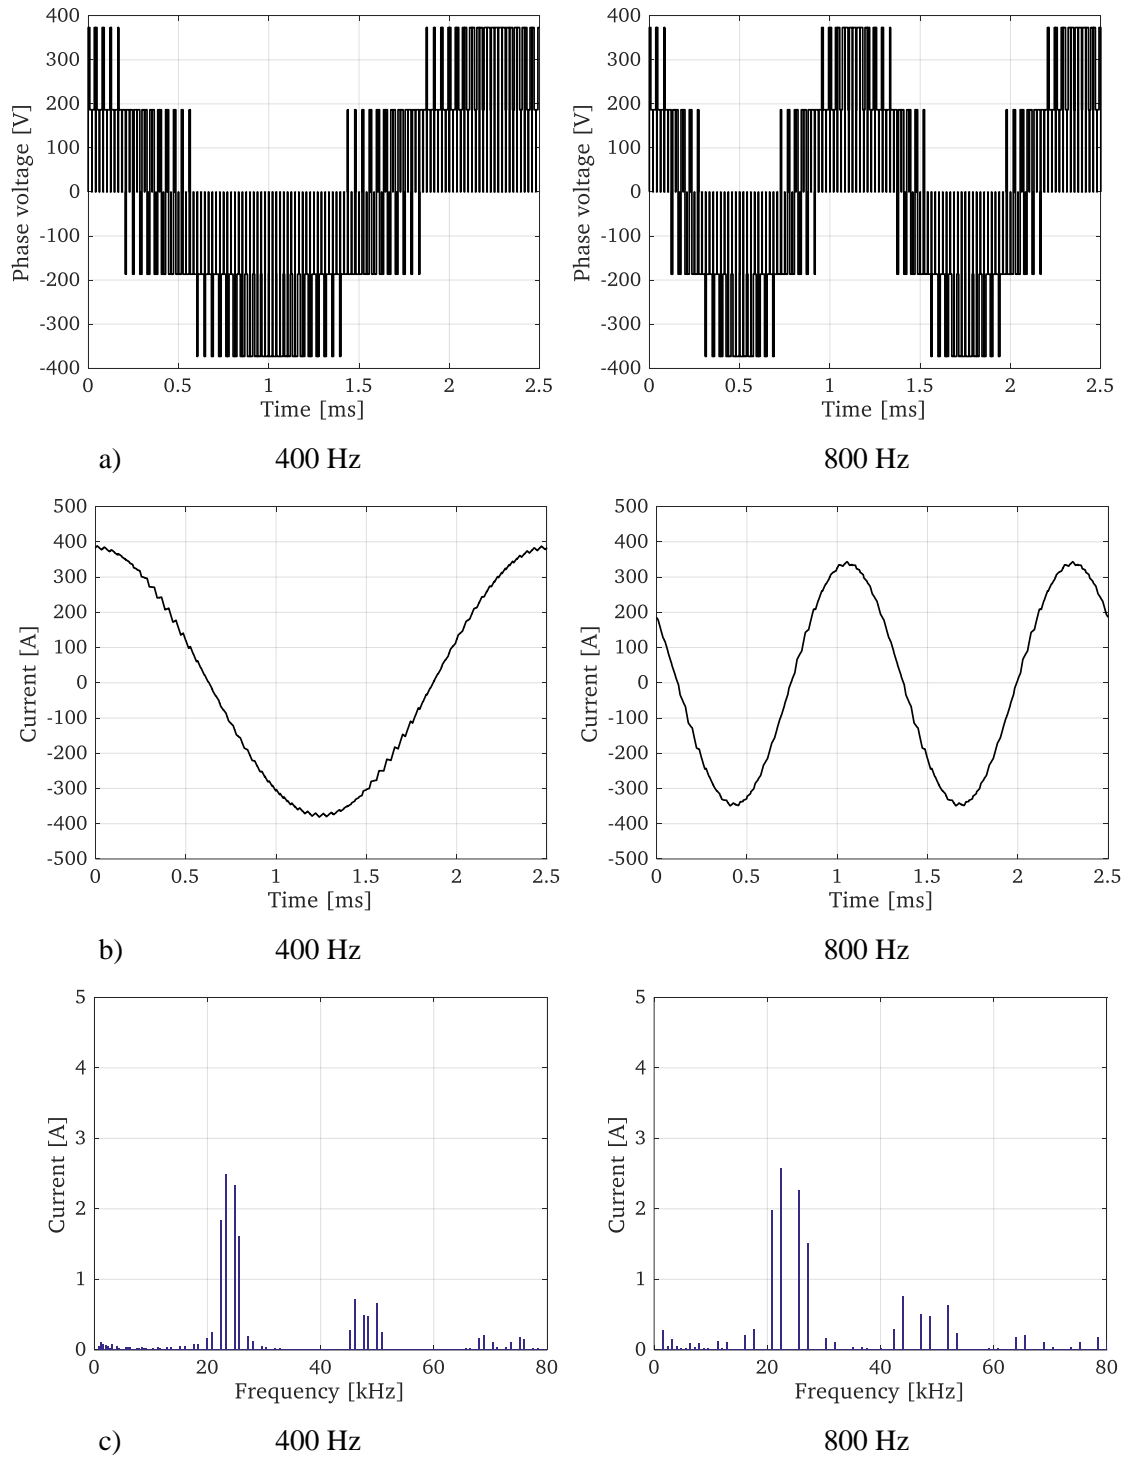 400
300
200
100
0
-100
-200
-300
-400
Phase voltage [V]
0 0.5 1 1.5 2 2.5
Time [ms]
400
300
200
100
0
-100
-200
-300
-400
Phase voltage [V]
0 0.5 1 1.5 2 2.5
Time [ms]
a) 400 Hz 800 Hz
500
400
300
200
100
0
-100
-200
-300
-400
-500
Current [A]
0 0.5 1 1.5 2 2.5
Time [ms]
500
400
300
200
100
0
-100
-200
-300
-400
-500
Current [A]
0 0.5 1 1.5 2 2.5
Time [ms]
b) 400 Hz 800 Hz
5
4
3
2
1
0
Current [A]
0 20 40 60 80
Frequency [kHz]
5
4
3
2
1
0
Current [A]
0 20 40 60 80
Frequency [kHz]
c) 400 Hz 800 Hz